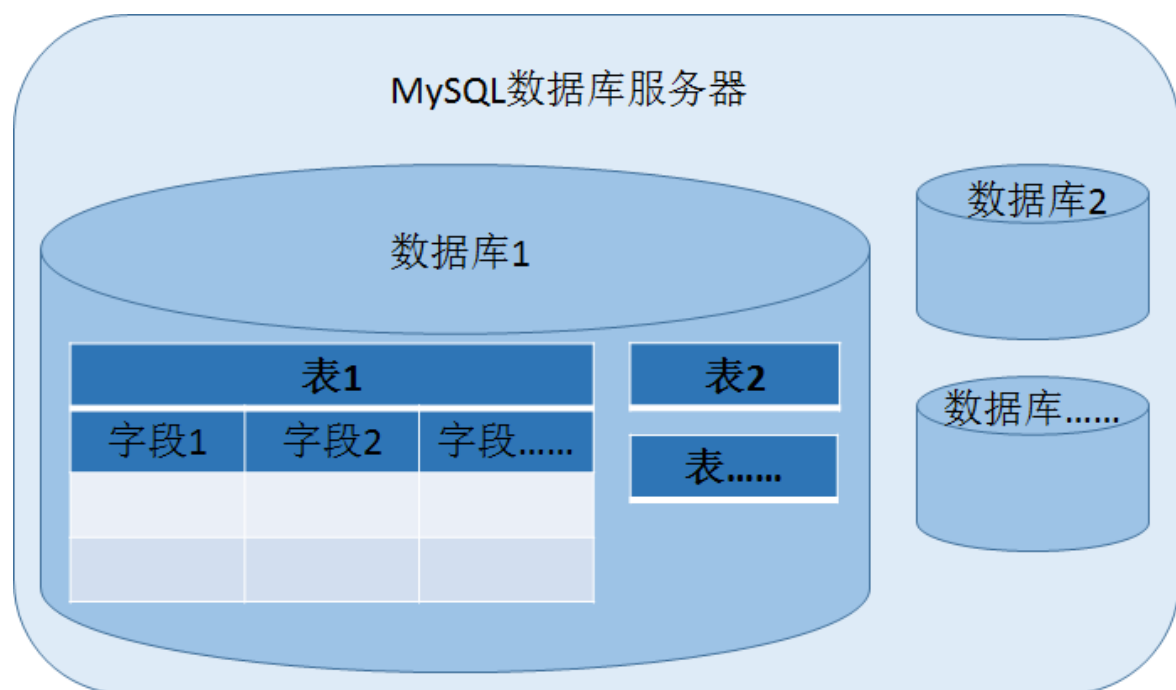 MySQL数据库服务器
数据库1
数据库2
数据库……
表1
表2
字段1 字段2 字段……
表……